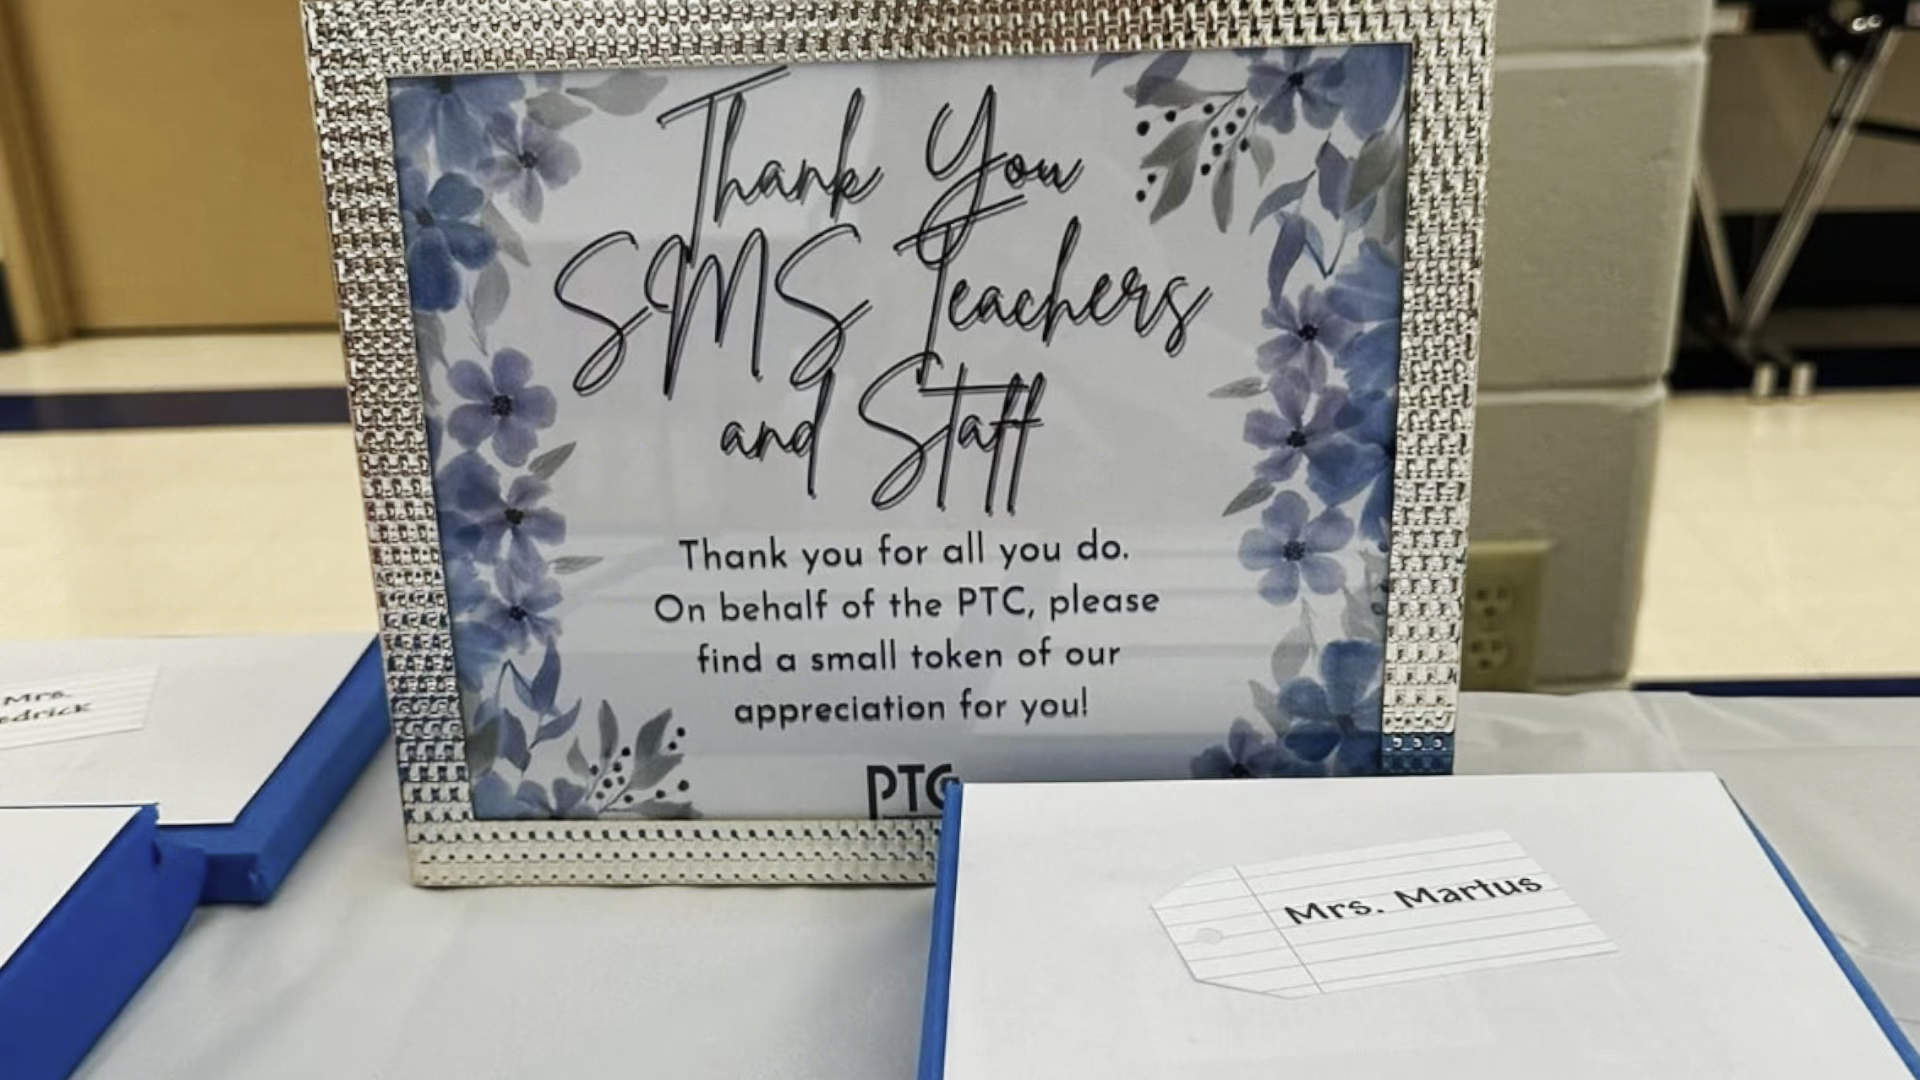 Thank You
SMS Teachers
and Staff
Thank you for all you do.
On behalf of the PTC, please
find a small token of our
appreciation for you!
PTC
Mrs. Martus
Mrs.